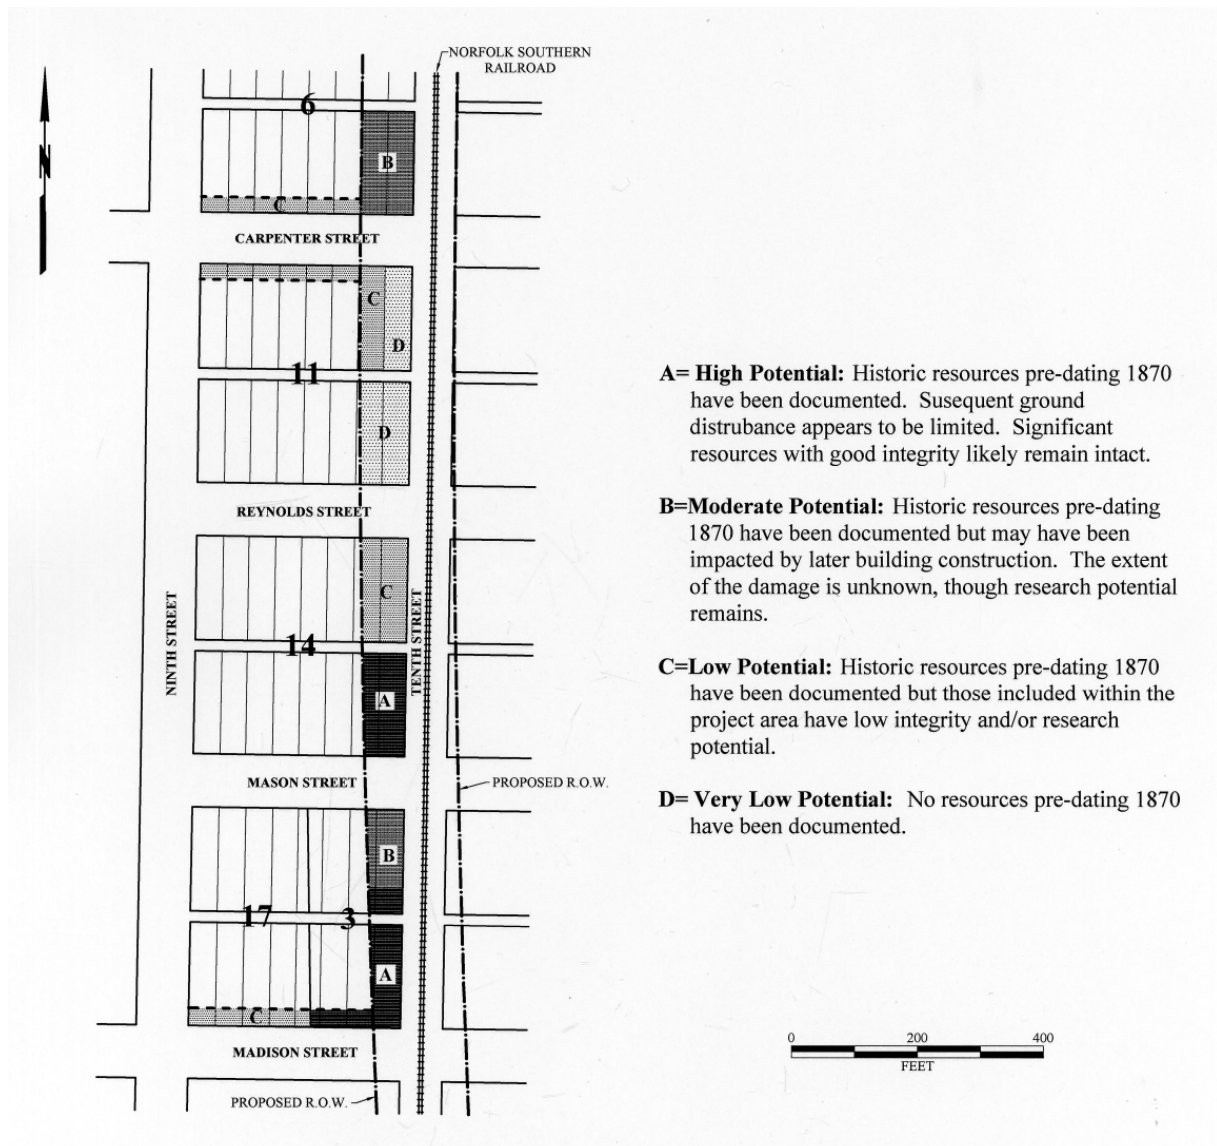 NORFOLK SOUTHERN
RAILROAD
N
6
B
C
CARPENTER STREET
C
D
11
D
REYNOLDS STREET
C
NINTH STREET
TENTH STREET
14
A
MASON STREET
PROPOSED R.O.W.
B
17
3
A
C
MADISON STREET
PROPOSED R.O.W.
A= High Potential: Historic resources pre-dating 1870
have been documented. Susequent ground
distrubance appears to be limited. Significant
resources with good integrity likely remain intact.
B=Moderate Potential: Historic resources pre-dating
1870 have been documented but may have been
impacted by later building construction. The extent
of the damage is unknown, though research potential
remains.
C=Low Potential: Historic resources pre-dating 1870
have been documented but those included within the
project area have low integrity and/or research
potential.
D= Very Low Potential: No resources pre-dating 1870
have been documented.
0 200 400
FEET